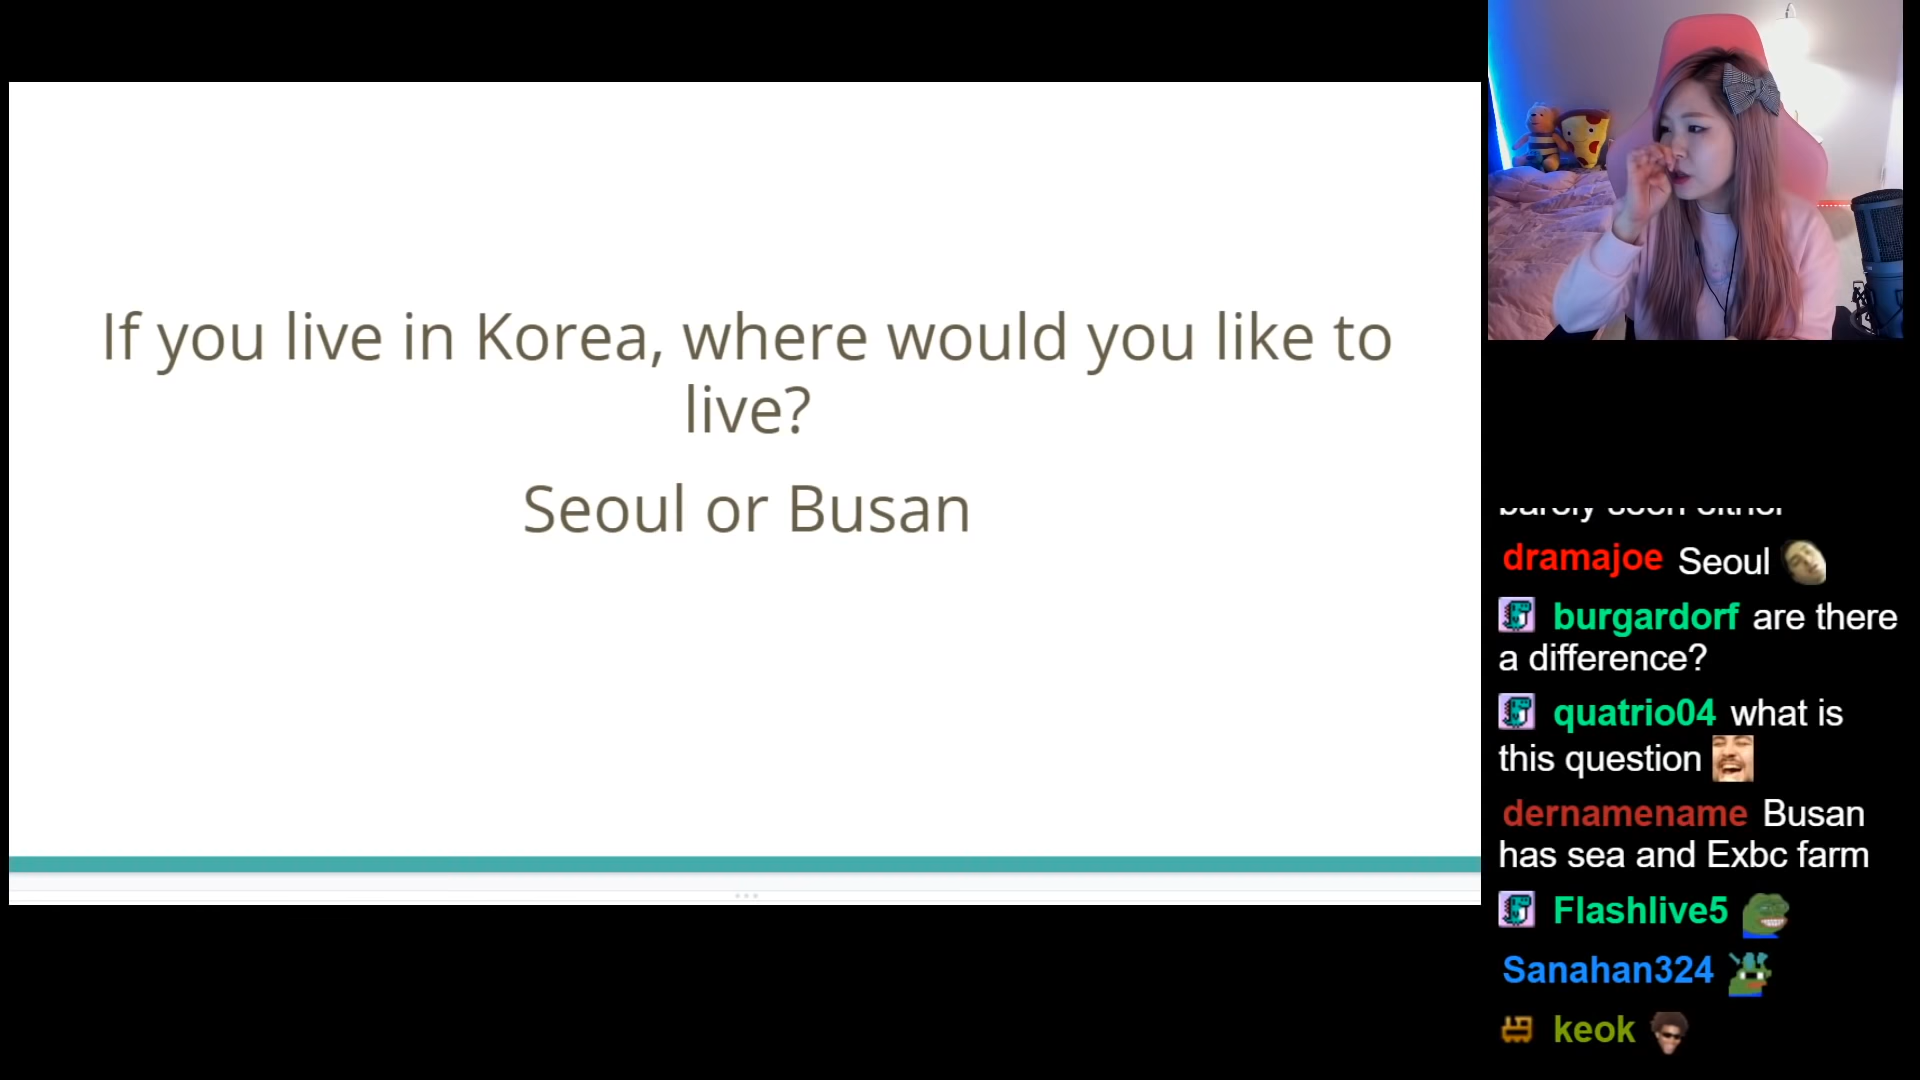 If you live in Korea, where would you like to
live?
Seoul or Busan
dramajoe Seoul
burgardorf are there
a difference?
quatrio04 what is
this question
dernamename Busan
has sea and Exbc farm
Flashlive5
Sanahan324
keok